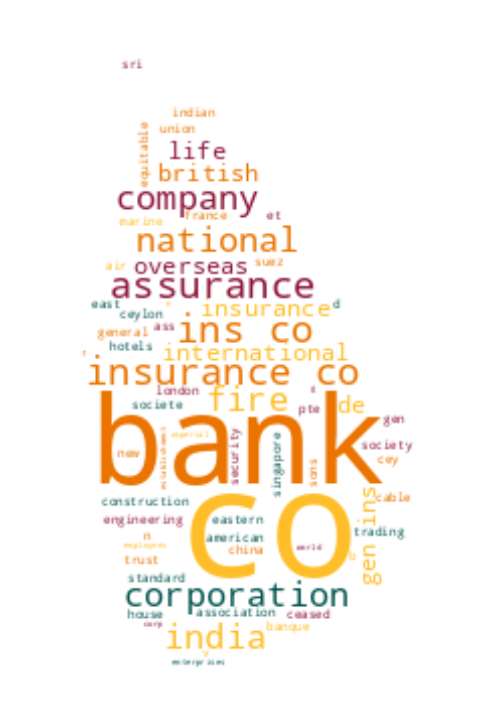 sri
indian
union
equitable
life
british
company
marine
france
et
national
air
overseas
suez
assurance
east
ceylon
insurance
d
general
ass
ins co
hotels
international
insurance co
london
s
societe
fire
pte
de
gen
bank
new
establishment
imperial
security
singapore
sons
society
cey
construction
co
gen ins
cable
engineering
eastern
n
american
trading
employees
china
world
b
trust
standard
corporation
house
association
ceased
corp
india
banque
v
enterprises